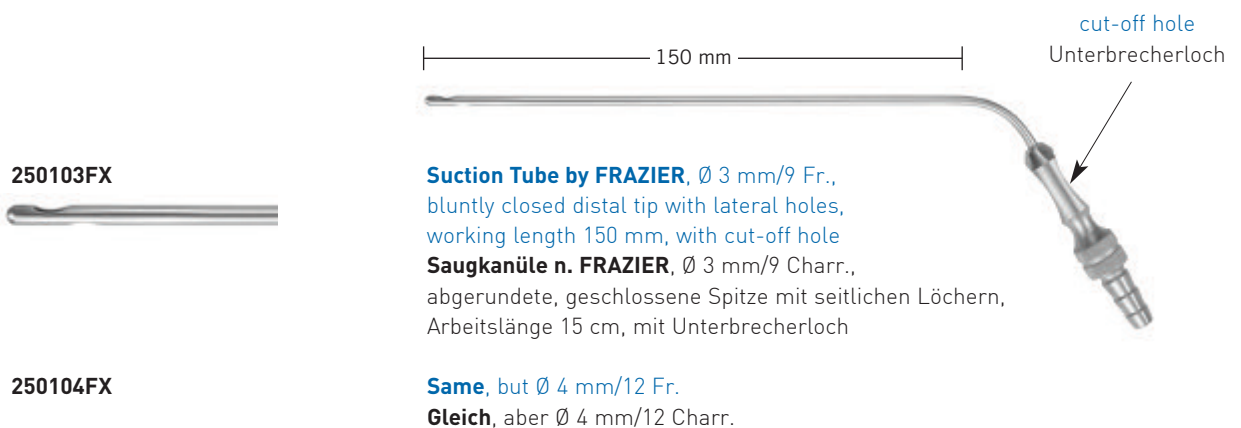 cut-off hole
Unterbrecherloch
150 mm
250103FX
Suction Tube by FRAZIER, Ø 3 mm/9 Fr.,
bluntly closed distal tip with lateral holes,
working length 150 mm, with cut-off hole
Saugkanüle n. FRAZIER, Ø 3 mm/9 Charr.,
abgerundete, geschlossene Spitze mit seitlichen Löchern,
Arbeitslänge 15 cm, mit Unterbrecherloch
250104FX
Same, but Ø 4 mm/12 Fr.
Gleich, aber Ø 4 mm/12 Charr.